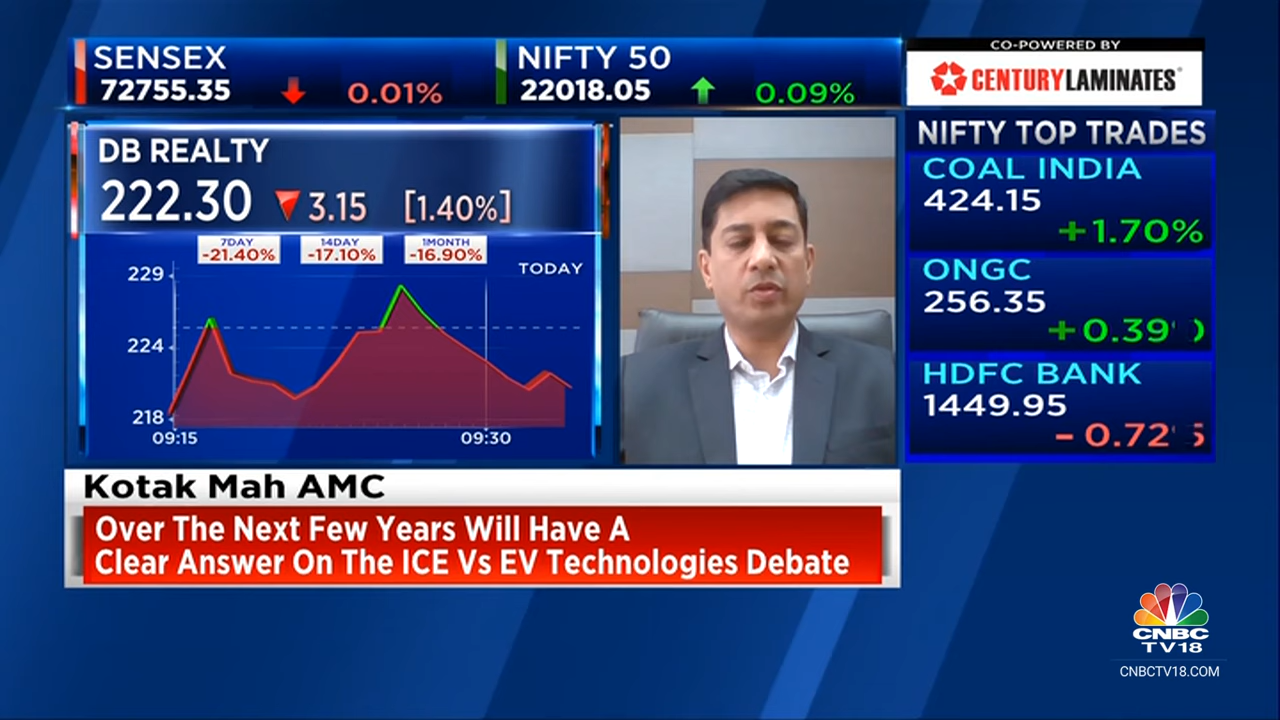 SENSEX
72755.35 0.01%
NIFTY 50
22018.05 0.09%
CO-POWERED BY
CENTURYLAMINATES®
DB REALTY
222.30 3.15 [1.40%]
7DAY
-21.40%
14DAY
-17.10%
1MONTH
-16.90%
TODAY
229
224
218
09:15 09:30
NIFTY TOP TRADES
COAL INDIA
424.15
+1.70%
ONGC
256.35
+0.39
HDFC BANK
1449.95
- 0.72
Kotak Mah AMC
Over The Next Few Years Will Have A
Clear Answer On The ICE Vs EV Technologies Debate
CNBC
TV18
CNBCTV18.COM